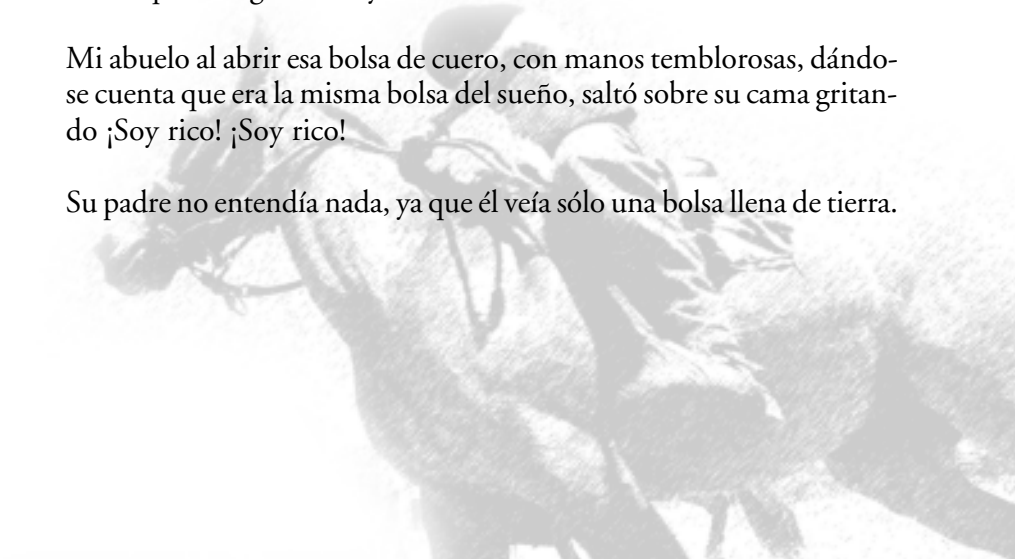 Mi abuelo al abrir esa bolsa de cuero, con manos temblorosas, dándo-
se cuenta que era la misma bolsa del sueño, saltó sobre su cama gritan-
do ¡Soy rico! ¡Soy rico!
Su padre no entendía nada, ya que él veía sólo una bolsa llena de tierra.